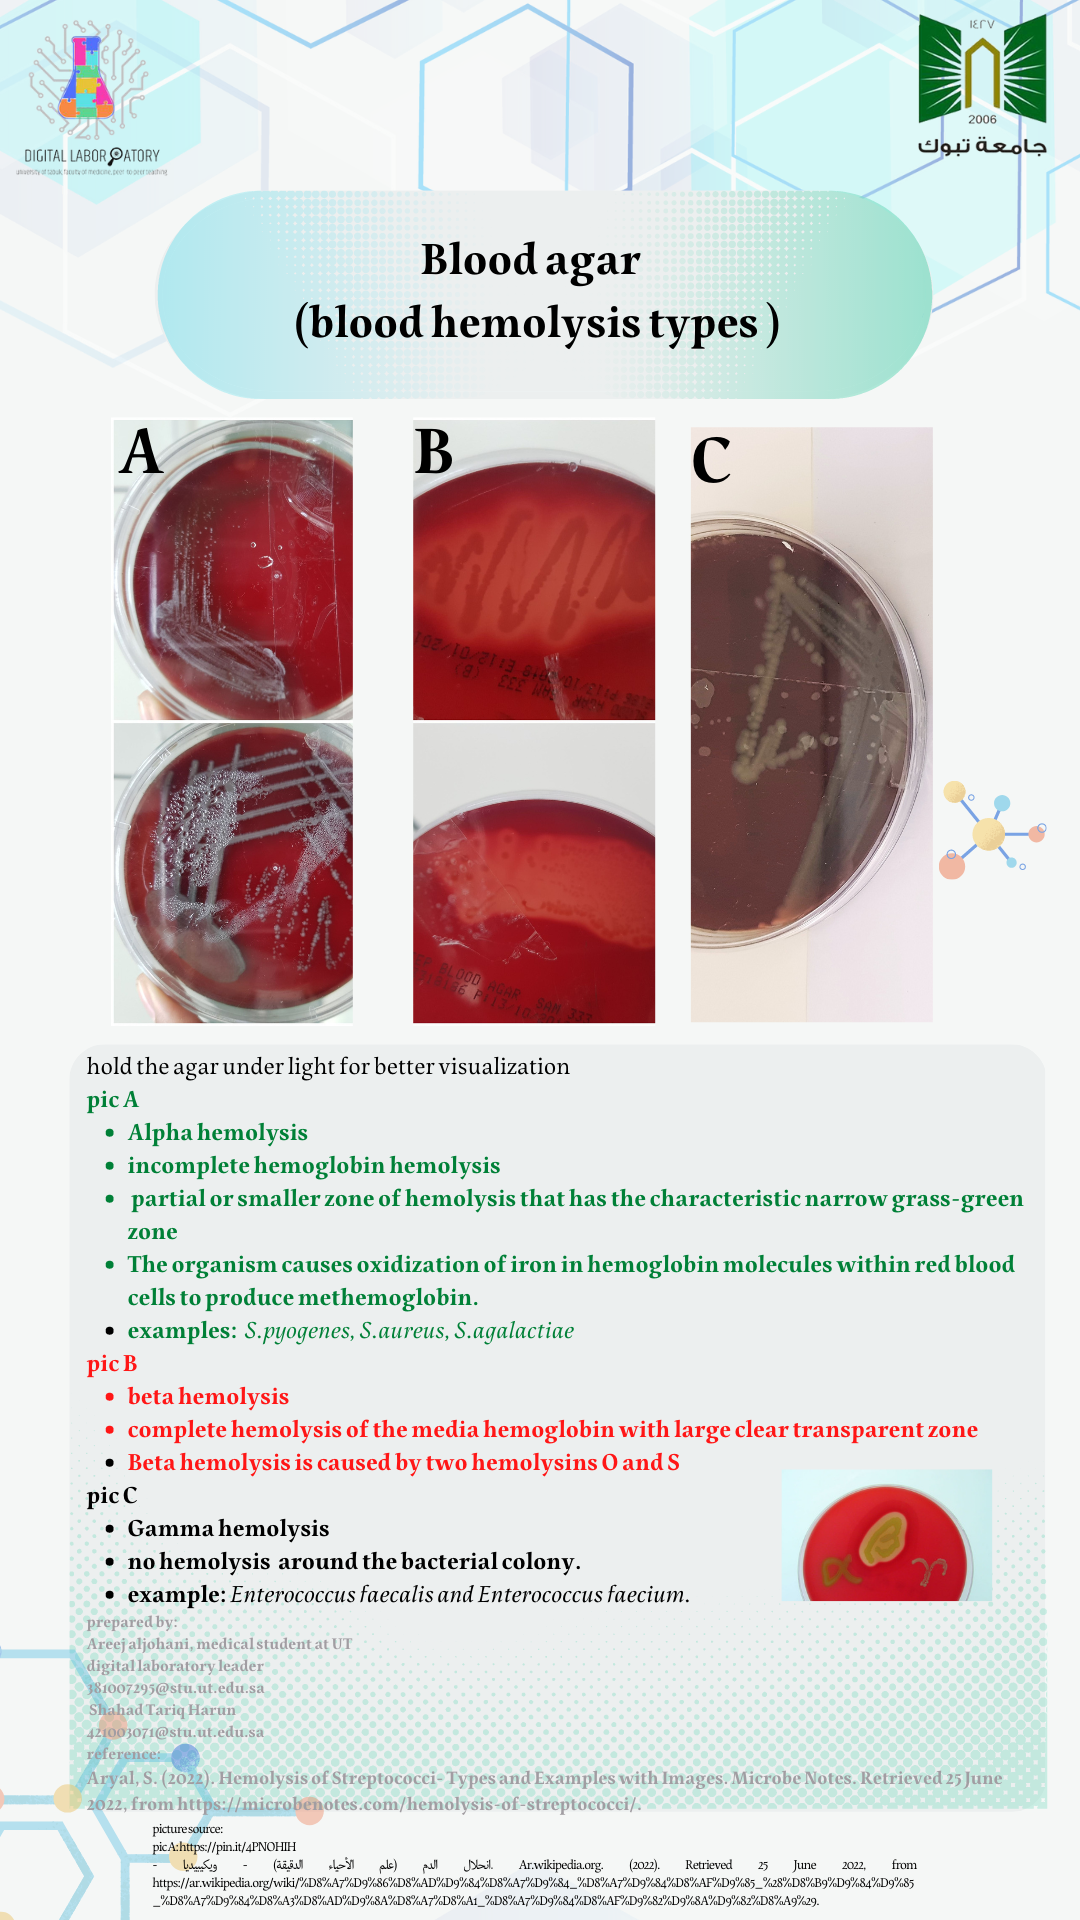 DIGITAL LABORATORY
university of tabuk, faculty of medicine, peer-to-peer teaching
١٤٢٧
2006
جامعة تبوك
Blood agar
(blood hemolysis types )
A
B
C
hold the agar under light for better visualization
pic A
• Alpha hemolysis
• incomplete hemoglobin hemolysis
• partial or smaller zone of hemolysis that has the characteristic narrow grass-green
zone
• The organism causes oxidization of iron in hemoglobin molecules within red blood
cells to produce methemoglobin.
• examples: S.pyogenes, S.aureus, S.agalactiae
pic B
• beta hemolysis
• complete hemolysis of the media hemoglobin with large clear transparent zone
• Beta hemolysis is caused by two hemolysins O and S
pic C
• Gamma hemolysis
• no hemolysis around the bacterial colony.
• example: Enterococcus faecalis and Enterococcus faecium.
α β γ
prepared by:
Areej aljohani, medical student at UT
digital laboratory leader
381007295@stu.ut.edu.sa
Shahad Tariq Harun
421003071@stu.ut.edu.sa
reference:
Aryal, S. (2022). Hemolysis of Streptococci- Types and Examples with Images. Microbe Notes. Retrieved 25 June
2022, from https://microbenotes.com/hemolysis-of-streptococci/.
picture source:
pic A: https://pin.it/4PNOHIH
انحلال الدم (علم الأحياء الدقيقة) - ويكيبيديا -. Ar.wikipedia.org. (2022). Retrieved 25 June 2022, from
https://ar.wikipedia.org/wiki/%D8%A7%D9%86%D8%AD%D9%84%D8%A7%D9%84_%D8%A7%D9%84%D8%AF%D9%85_%28%D8%B9%D9%84%D9%85
_%D8%A7%D9%84%D8%A3%D8%AD%D9%8A%D8%A7%D8%A1_%D8%A7%D9%84%D8%AF%D9%82%D9%8A%D9%82%D8%A9%29.